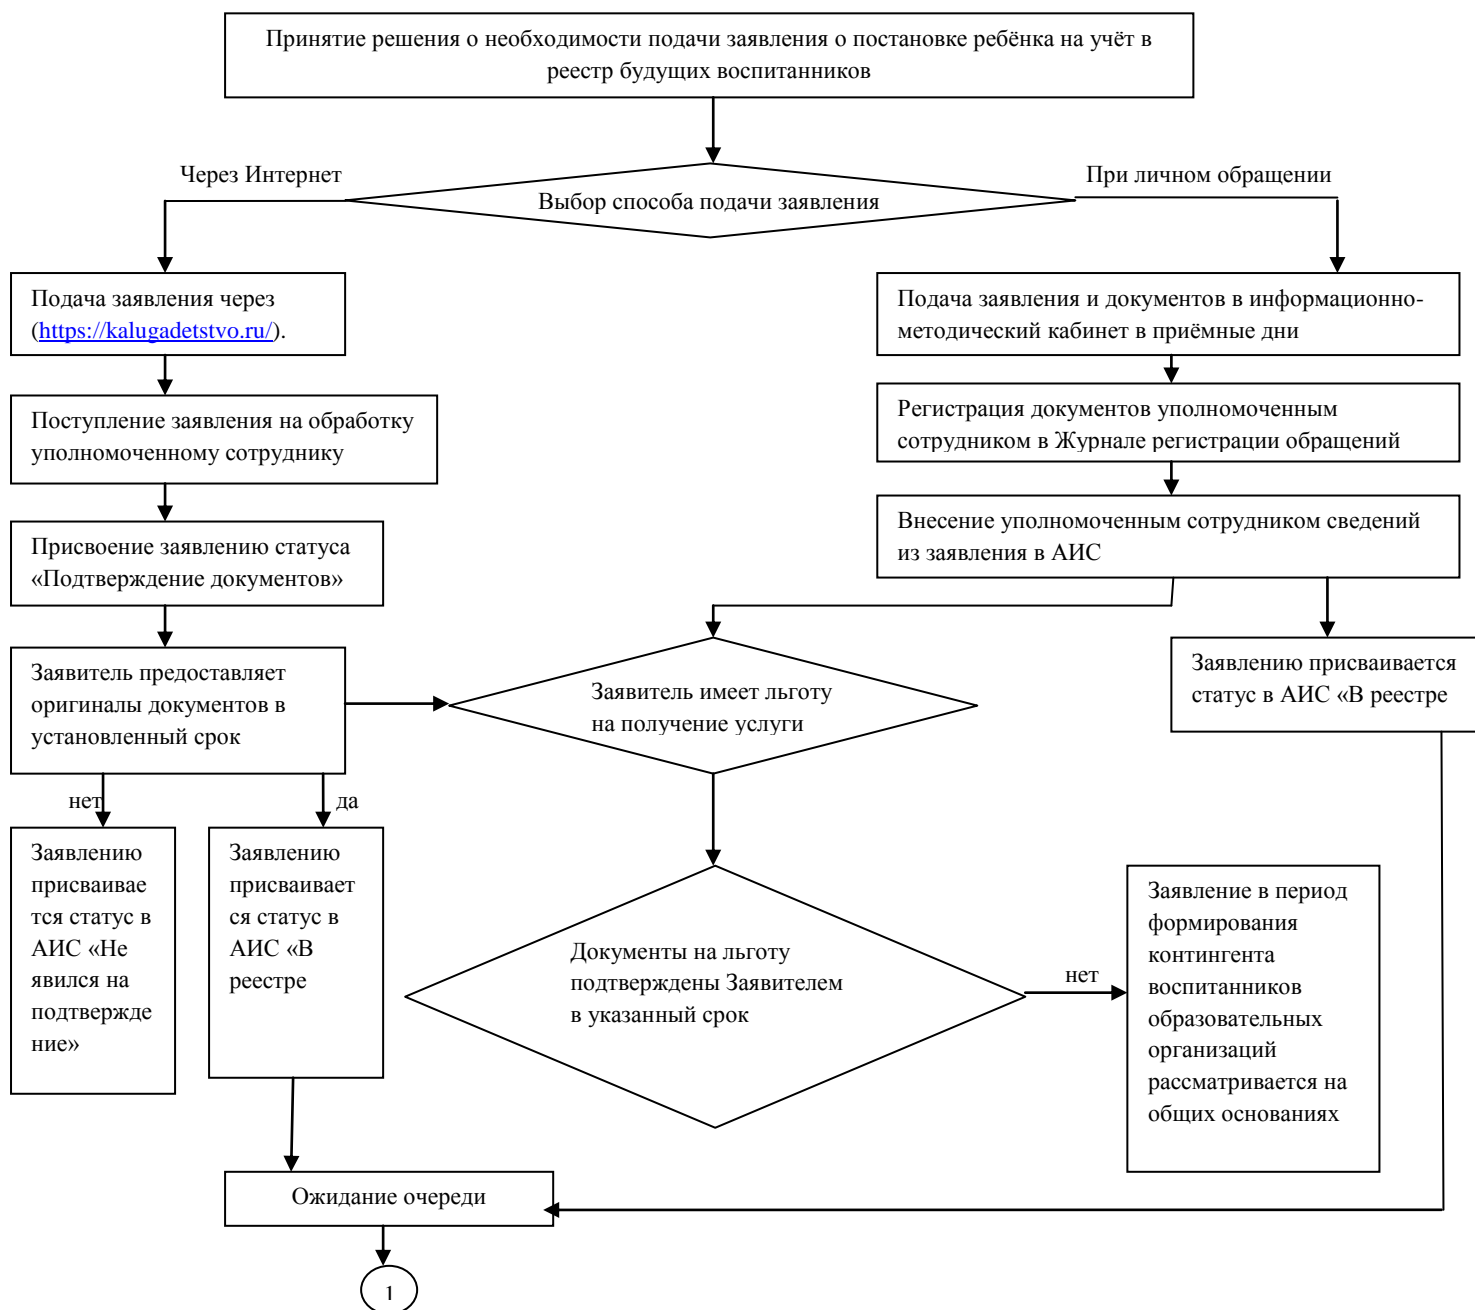 Принятие решения о необходимости подачи заявления о постановке ребёнка на учёт в
реестр будущих воспитанников
Через Интернет
При личном обращении
Выбор способа подачи заявления
Подача заявления через
(https://kalugadetstvo.ru/).
Подача заявления и документов в информационно-
методический кабинет в приёмные дни
Поступление заявления на обработку
уполномоченному сотруднику
Регистрация документов уполномоченным
сотрудником в Журнале регистрации обращений
Присвоение заявлению статуса
«Подтверждение документов»
Внесение уполномоченным сотрудником сведений
из заявления в АИС
Заявитель предоставляет
оригиналы документов в
установленный срок
Заявитель имеет льготу
на получение услуги
Заявлению присваивается
статус в АИС «В реестре
нет
да
Заявлению
присваивае
тся статус в
АИС «Не
явился на
подтвержде
ние»
Заявлению
присваивает
ся статус в
АИС «В
реестре
Документы на льготу
подтверждены Заявителем
в указанный срок
нет
Заявление в период
формирования
контингента
воспитанников
образовательных
организаций
рассматривается на
общих основаниях
Ожидание очереди
1